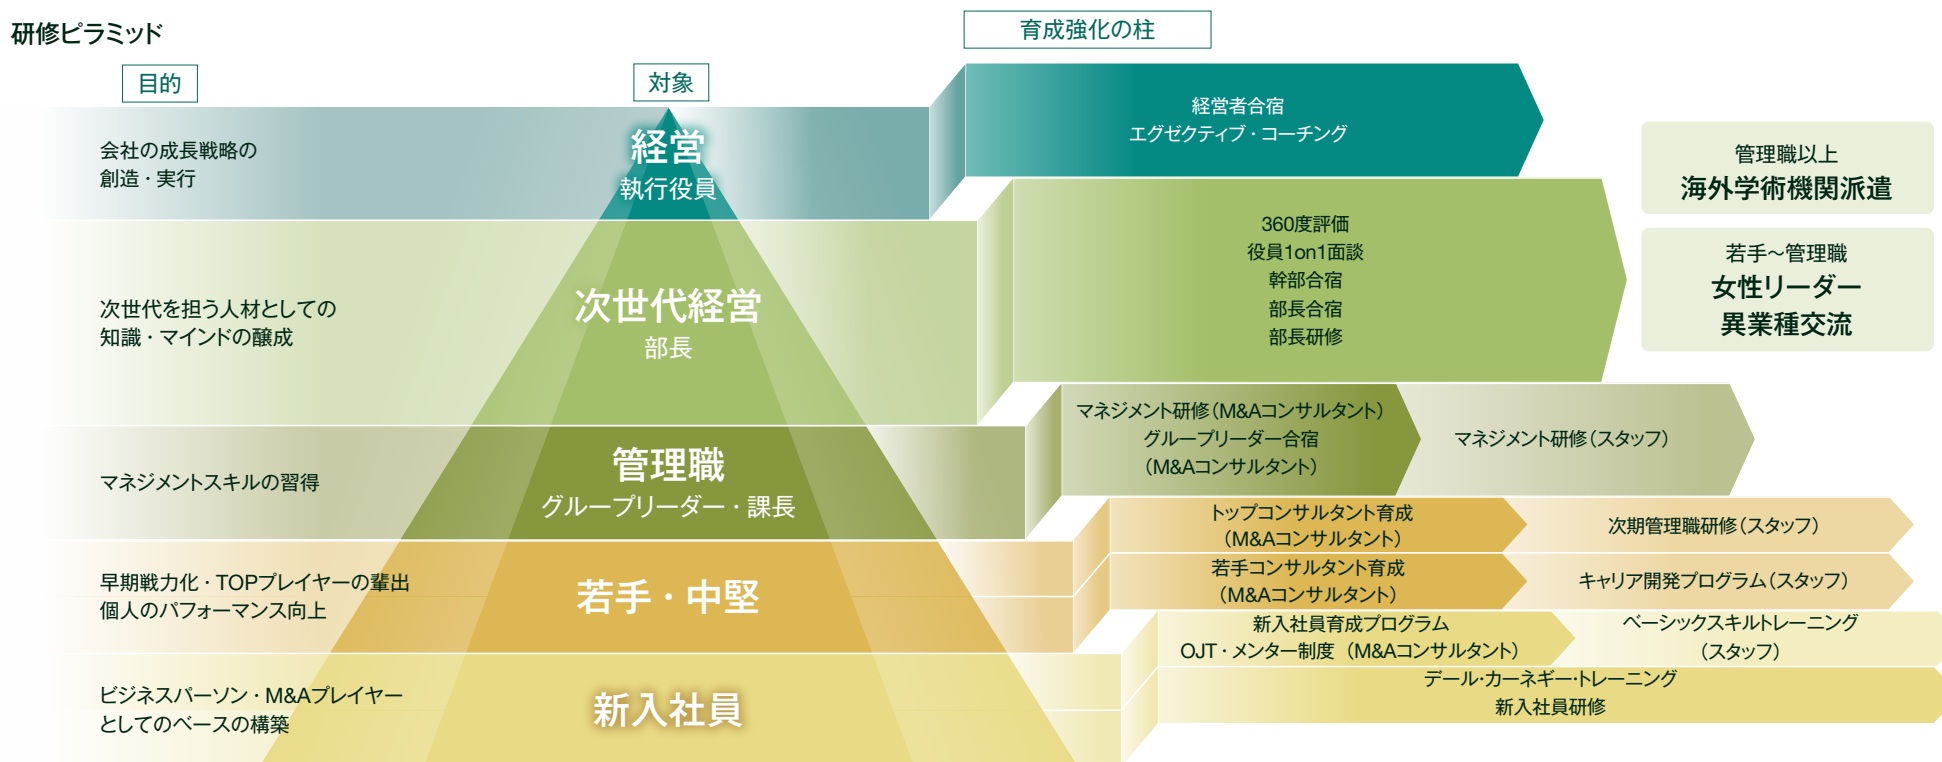 研修ピラミッド
育成強化の柱
目的
対象
会社の成長戦略の
創造・実行
経営
執行役員
経営者合宿
エグゼクティブ・コーチング
次世代を担う人材としての
知識・マインドの醸成
次世代経営
部長
360度評価
役員1on1面談
幹部合宿
部長合宿
部長研修
管理職以上
海外学術機関派遣
若手〜管理職
女性リーダー
異業種交流
マネジメントスキルの習得
管理職
グループリーダー・課長
マネジメント研修（M&Aコンサルタント）
グループリーダー合宿
（M&Aコンサルタント）
マネジメント研修（スタッフ）
早期戦力化・TOPプレイヤーの輩出
個人のパフォーマンス向上
若手・中堅
トップコンサルタント育成
（M&Aコンサルタント）
次期管理職研修（スタッフ）
若手コンサルタント育成
（M&Aコンサルタント）
キャリア開発プログラム（スタッフ）
ビジネスパーソン・M&Aプレイヤー
としてのベースの構築
新入社員
新入社員育成プログラム
OJT・メンター制度（M&Aコンサルタント）
ベーシックスキルトレーニング
（スタッフ）
デール・カーネギー・トレーニング
新入社員研修